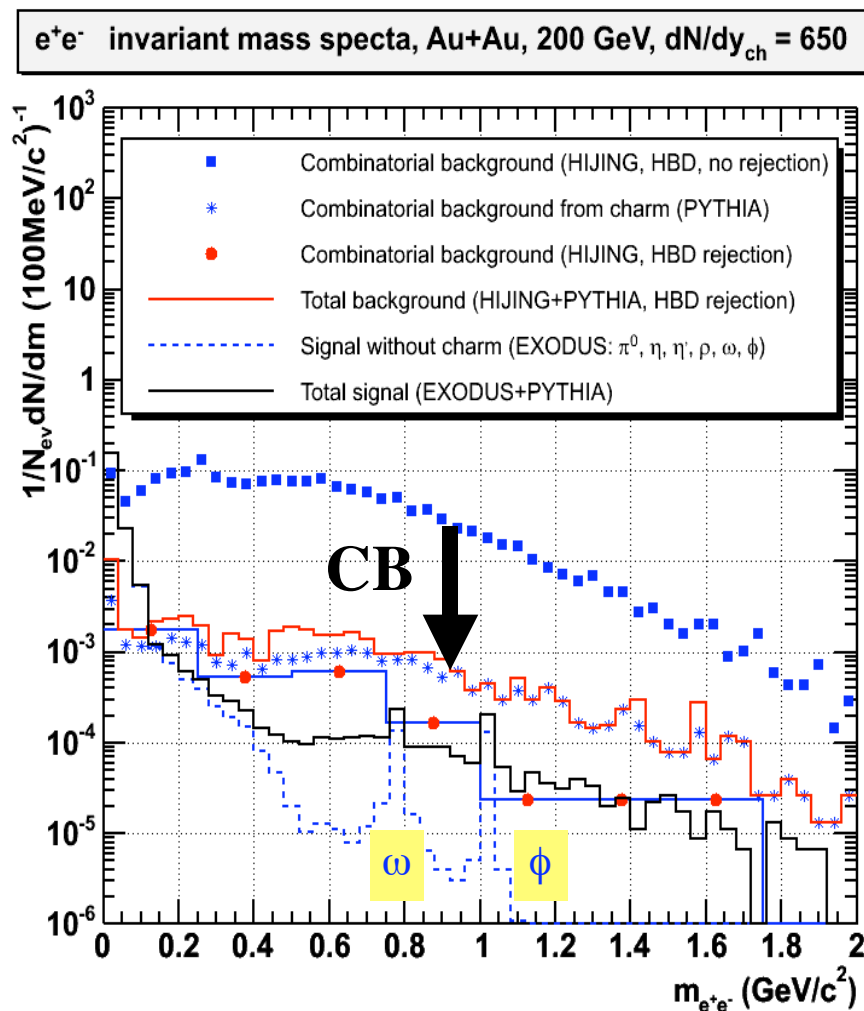 e⁺e⁻ invariant mass specta, Au+Au, 200 GeV, dN/dy_ch = 650
1/N_ev dN/dm (100MeV/c²)⁻¹
10³
10²
10
1
10⁻¹
10⁻²
10⁻³
10⁻⁴
10⁻⁵
10⁻⁶
Combinatorial background (HIJING, HBD, no rejection)
Combinatorial background from charm (PYTHIA)
Combinatorial background (HIJING, HBD rejection)
Total background (HIJING+PYTHIA, HBD rejection)
Signal without charm (EXODUS: π⁰, η, η', ρ, ω, ϕ)
Total signal (EXODUS+PYTHIA)
CB
ω
ϕ
0 0.2 0.4 0.6 0.8 1 1.2 1.4 1.6 1.8 2
m_e⁺e⁻ (GeV/c²)